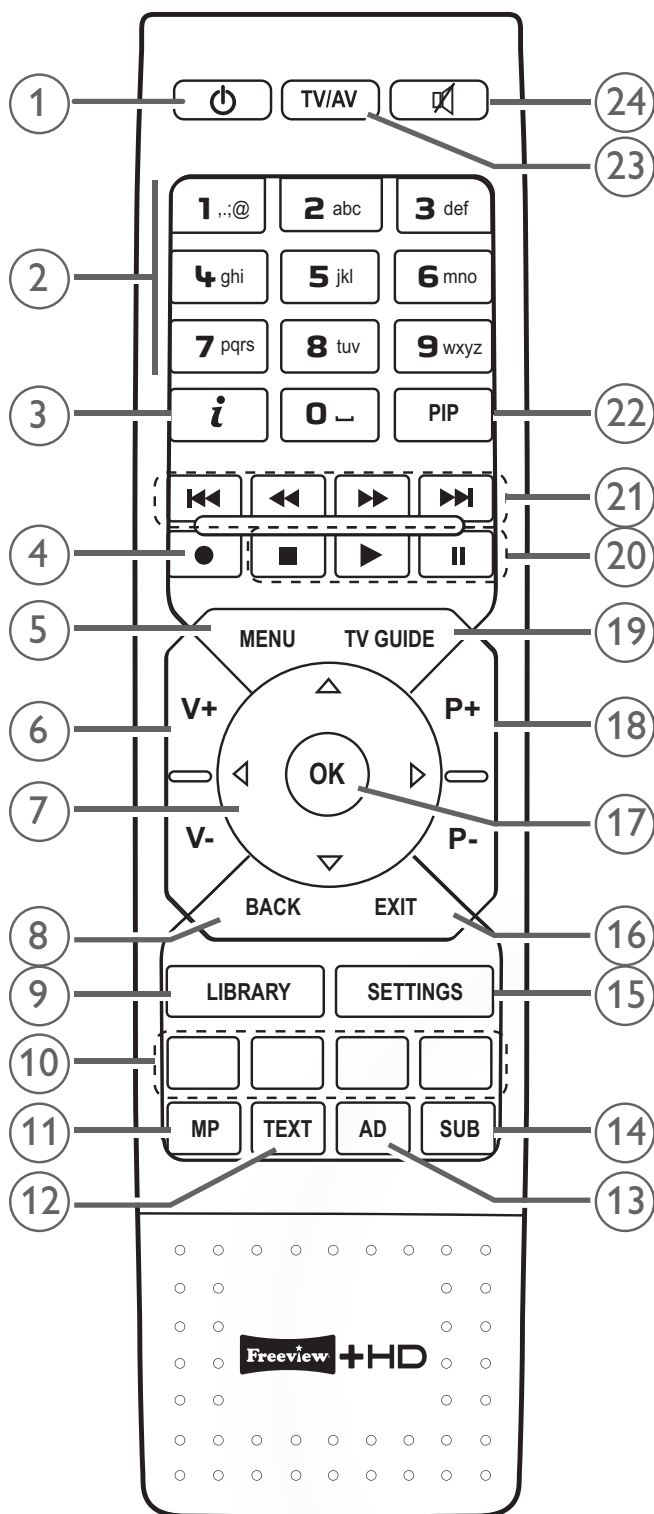 1 TV/AV 24
23
1 ,.;@ 2 abc 3 def
2 4 ghi 5 jkl 6 mno
7 pqrs 8 tuv 9 wxyz
3 i 0 PIP 22
21
4 20
5 MENU TV GUIDE 19
6 V+ P+ 18
OK
7 V- P- 17
8 BACK EXIT 16
9 LIBRARY SETTINGS 15
10
11 MP TEXT AD SUB 14
12 13
Freeview +HD